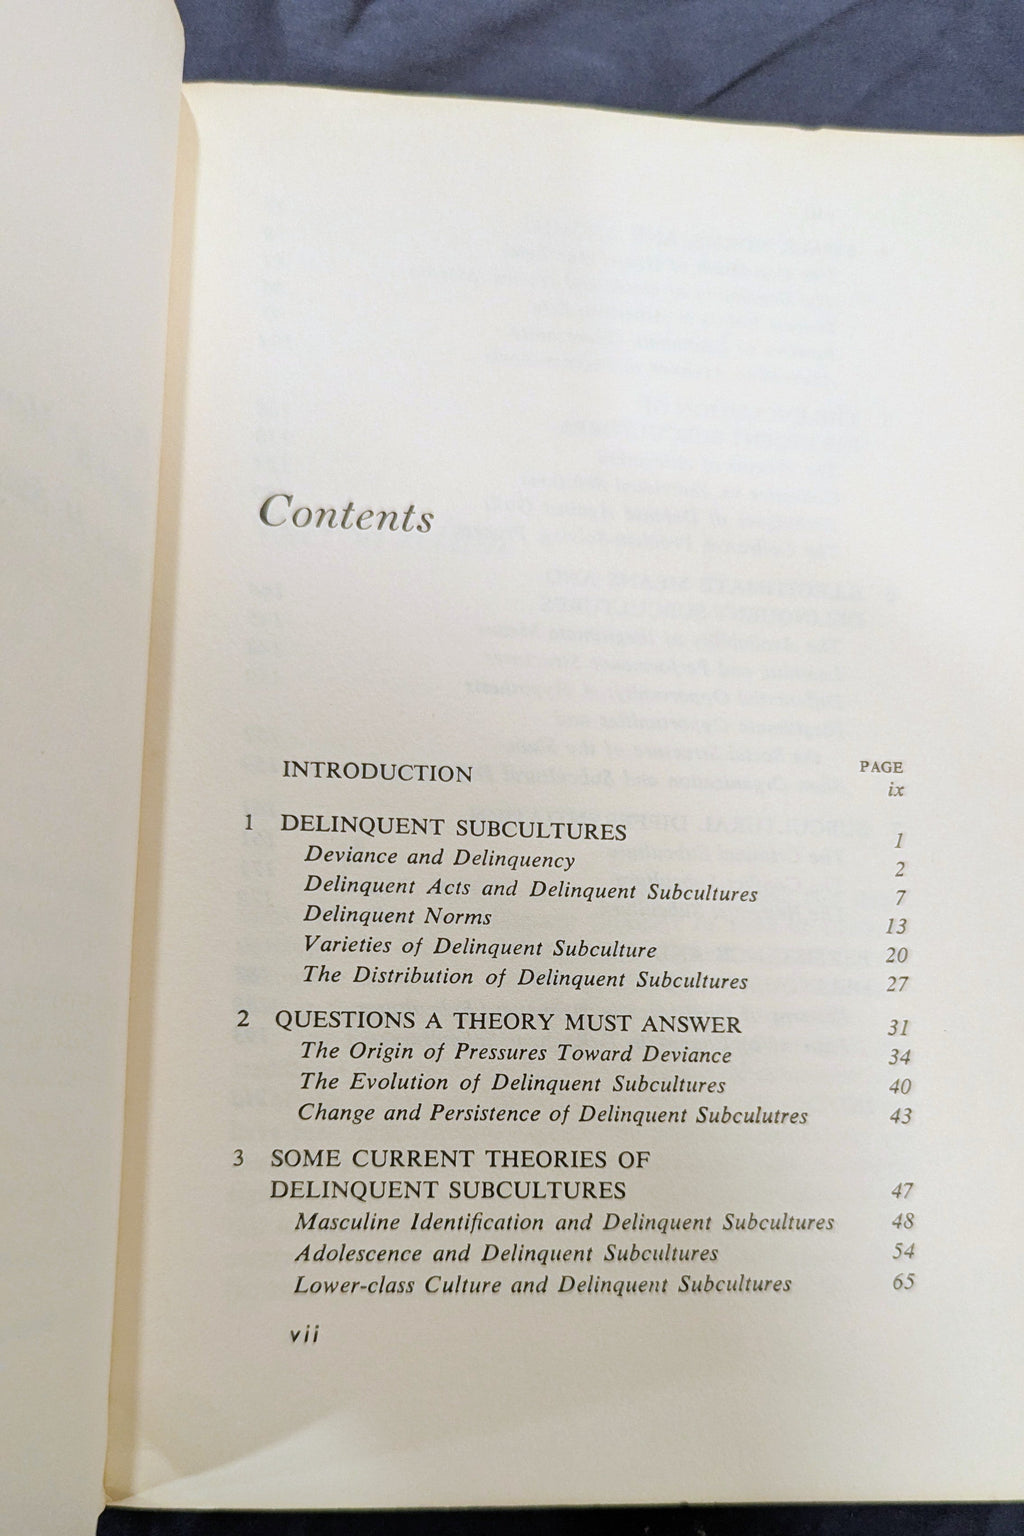 Contents
PAGE
INTRODUCTION ix
1 DELINQUENT SUBCULTURES 1
Deviance and Delinquency 2
Delinquent Acts and Delinquent Subcultures 7
Delinquent Norms 13
Varieties of Delinquent Subculture 20
The Distribution of Delinquent Subcultures 27
2 QUESTIONS A THEORY MUST ANSWER 31
The Origin of Pressures Toward Deviance 34
The Evolution of Delinquent Subcultures 40
Change and Persistence of Delinquent Subculutres 43
3 SOME CURRENT THEORIES OF
DELINQUENT SUBCULTURES 47
Masculine Identification and Delinquent Subcultures 48
Adolescence and Delinquent Subcultures 54
Lower-class Culture and Delinquent Subcultures 65
vii